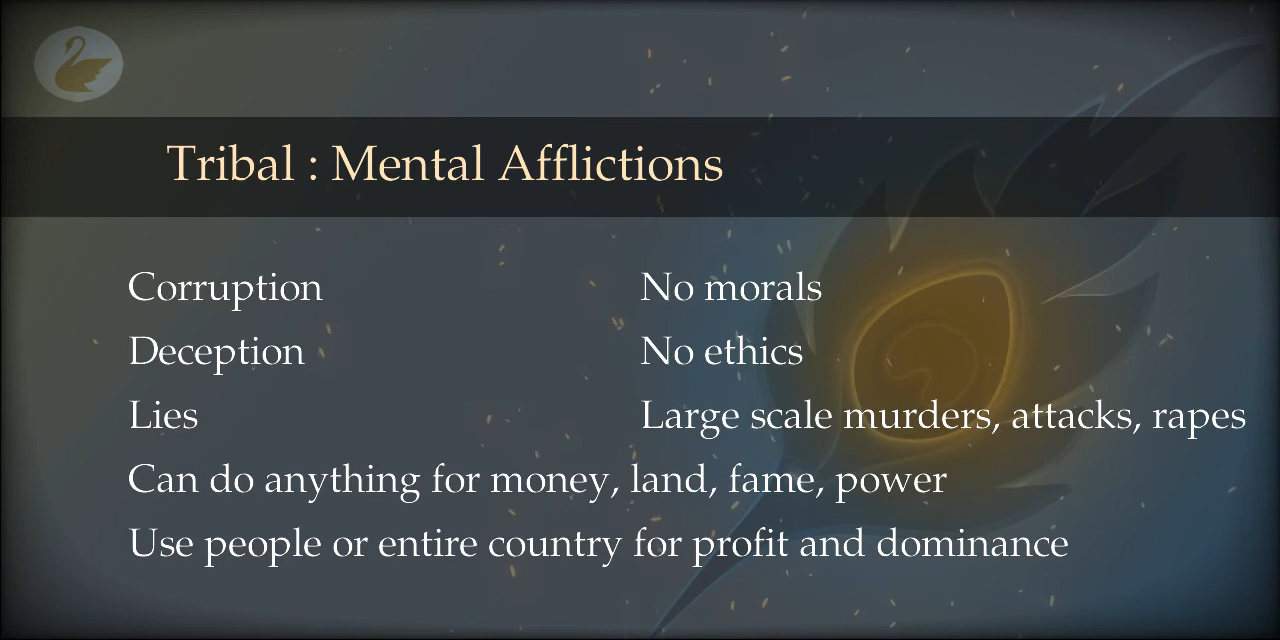 Tribal : Mental Afflictions
Corruption
No morals
Deception
No ethics
Lies
Large scale murders, attacks, rapes
Can do anything for money, land, fame, power
Use people or entire country for profit and dominance